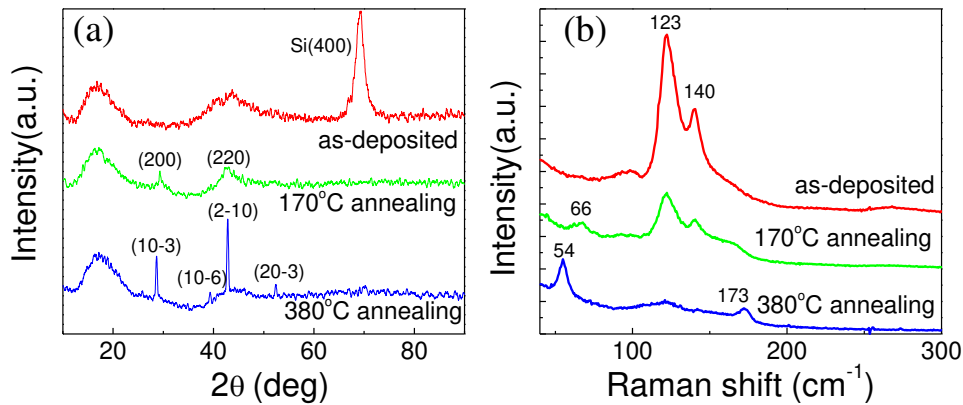 (a)
Si(400)
as-deposited
(200)
(220)
170°C annealing
(2-10)
(10-3)
(10-6)
(20-3)
380°C annealing
20
40
60
80
2θ (deg)
Intensity(a.u.)
(b)
123
140
as-deposited
66
170°C annealing
54
173
380°C annealing
100
200
300
Raman shift (cm⁻¹)
Intensity(a.u.)